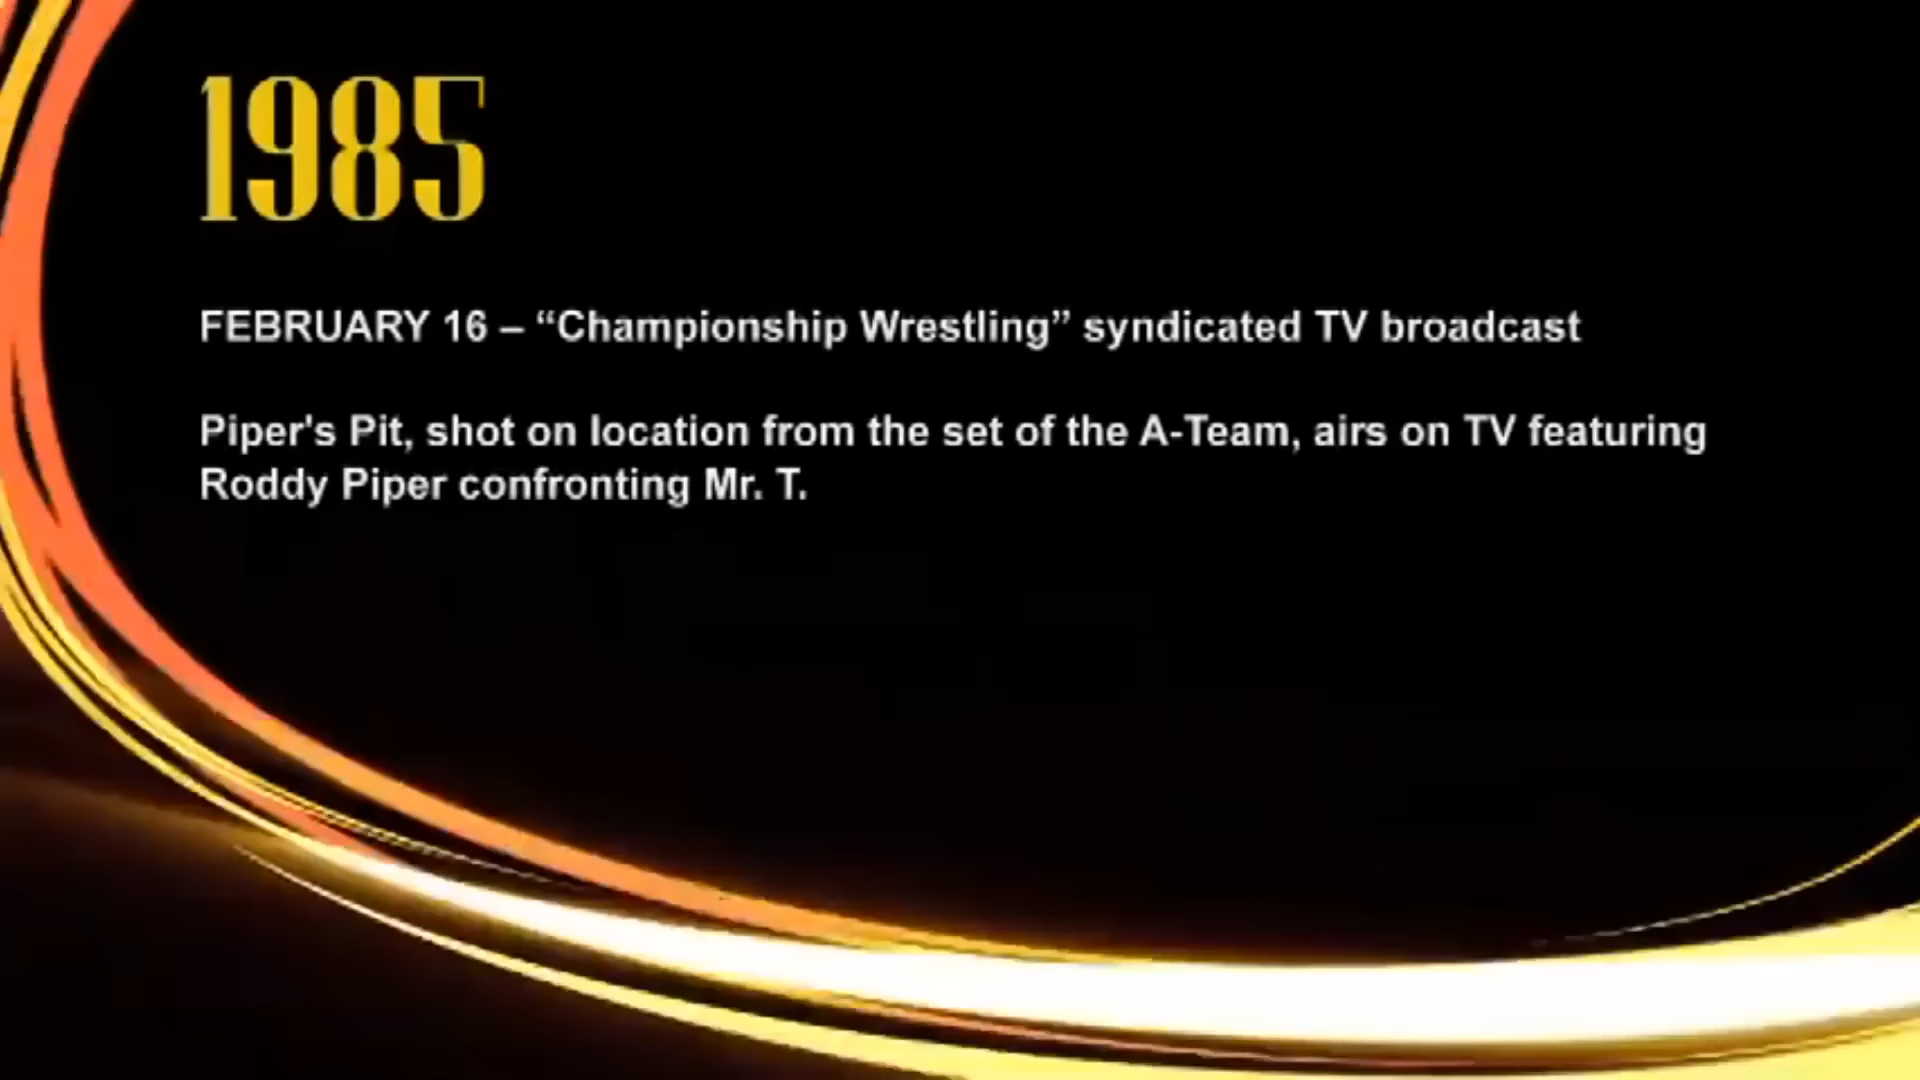 1985
FEBRUARY 16 – “Championship Wrestling” syndicated TV broadcast
Piper's Pit, shot on location from the set of the A-Team, airs on TV featuring
Roddy Piper confronting Mr. T.